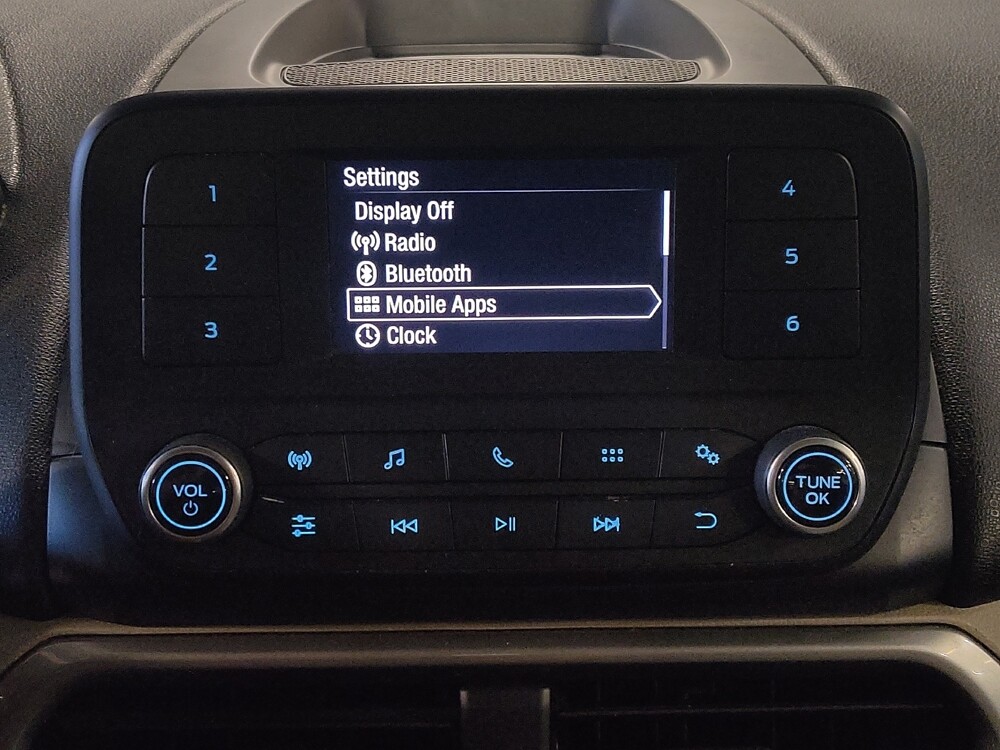 Settings
Display Off
Radio
Bluetooth
Mobile Apps
Clock
1
2
3
4
5
6
VOL
TUNE
OK